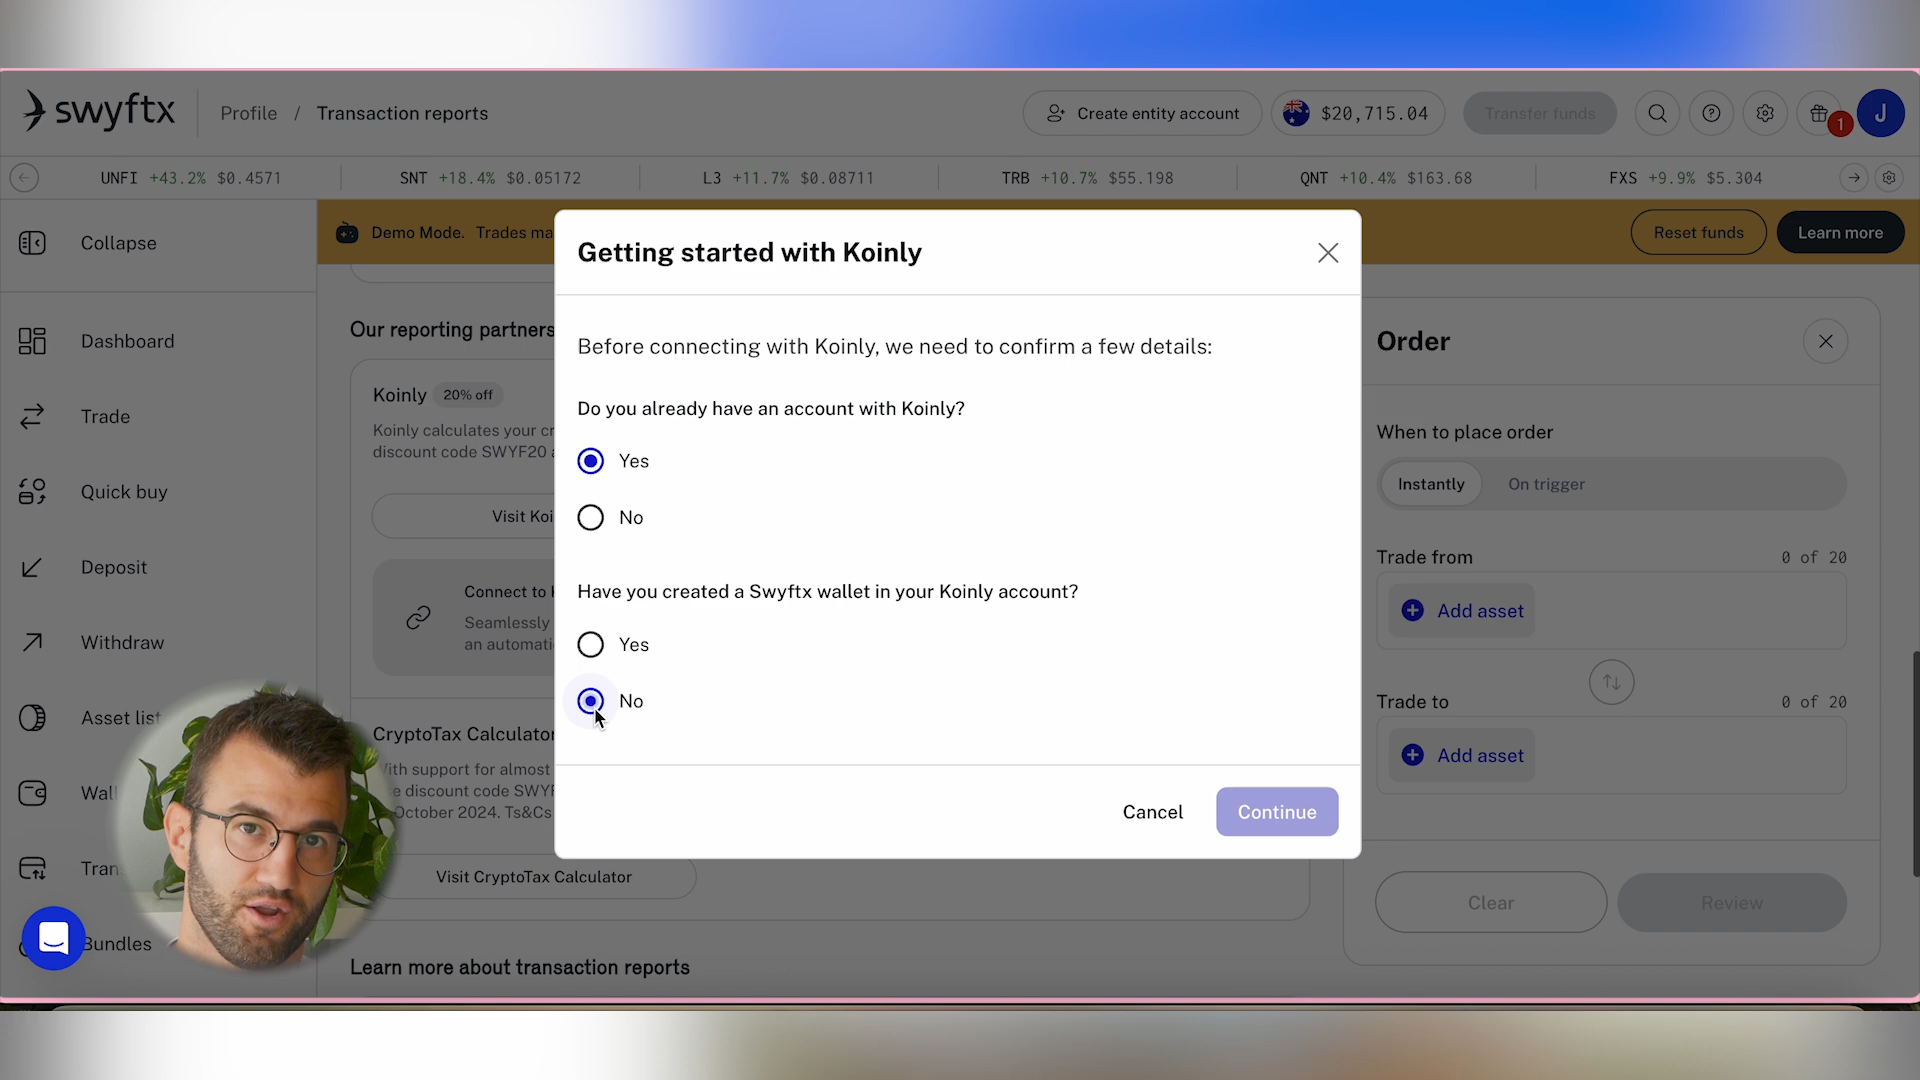 swyftx
Profile / Transaction reports
Create entity account
$20,715.04
Transfer funds
1
J
UNFI +43.2% $0.4571
SNT +18.4% $0.05172
L3 +11.7% $0.08711
TRB +10.7% $55.198
QNT +10.4% $163.68
FXS +9.9% $5.304
Collapse
Demo Mode. Trades ma
Reset funds
Learn more
Dashboard
Trade
Quick buy
Deposit
Withdraw
Asset list
Wall
Tran
Bundles
Our reporting partners
Koinly 20% off
Koinly calculates your cr
discount code SWYF20 a
Visit Koi
Connect to K
Seamlessly
an automati
CryptoTax Calculator
ith support for almost
e discount code SWYF
October 2024. Ts&Cs
Visit CryptoTax Calculator
Learn more about transaction reports
Getting started with Koinly
Before connecting with Koinly, we need to confirm a few details:
Do you already have an account with Koinly?
Yes
No
Have you created a Swyftx wallet in your Koinly account?
Yes
No
Cancel
Continue
Order
When to place order
Instantly
On trigger
Trade from 0 of 20
Add asset
Trade to 0 of 20
Add asset
Clear
Review